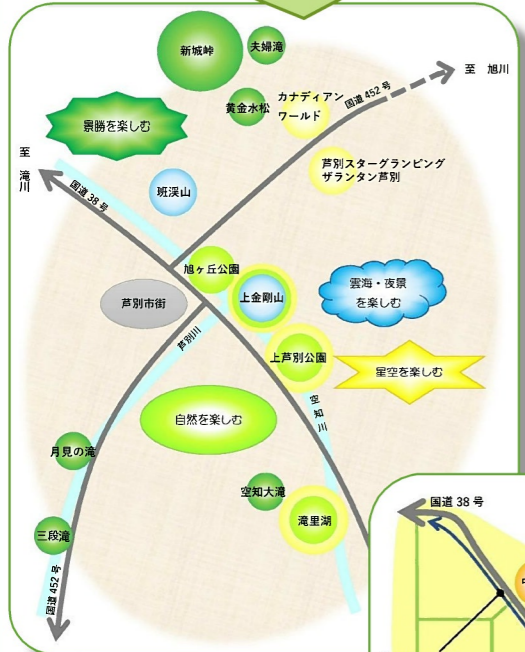 新城峠
夫婦滝
至　旭川
国道 452 号
黄金水松
カナディアン
ワールド
景勝を楽しむ
芦別スターグランピング
ザランタン芦別
至
滝川
国道 38 号
班渓山
旭ヶ丘公園
上金剛山
雲海・夜景
を楽しむ
芦別市街
芦別川
上芦別公園
星空を楽しむ
空知川
自然を楽しむ
月見の滝
空知大滝
滝里湖
三段滝
国道 452 号
国道 38 号